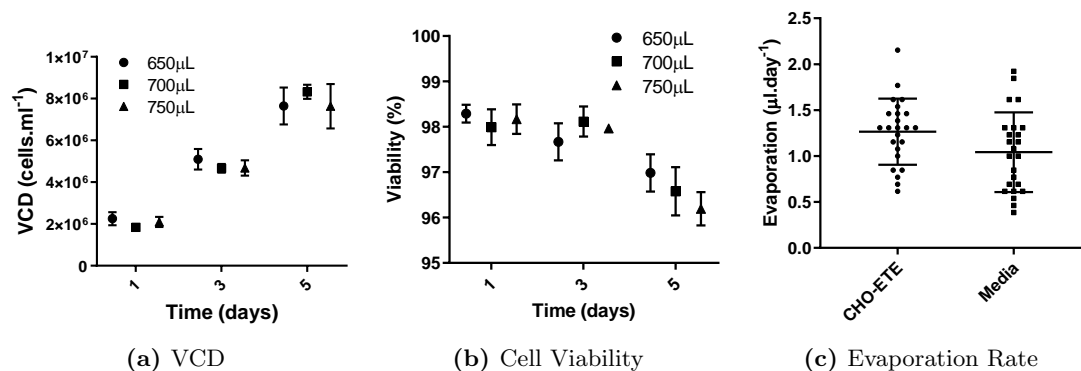 VCD (cells.ml⁻¹)
1×10⁷
8×10⁶
6×10⁶
4×10⁶
2×10⁶
0
650μL
700μL
750μL
1
3
5
Time (days)
(a) VCD
Viability (%)
100
99
98
97
96
95
650μL
700μL
750μL
1
3
5
Time (days)
(b) Cell Viability
Evaporation (μl.day⁻¹)
2.5
2.0
1.5
1.0
0.5
0.0
CHO-ETE
Media
(c) Evaporation Rate